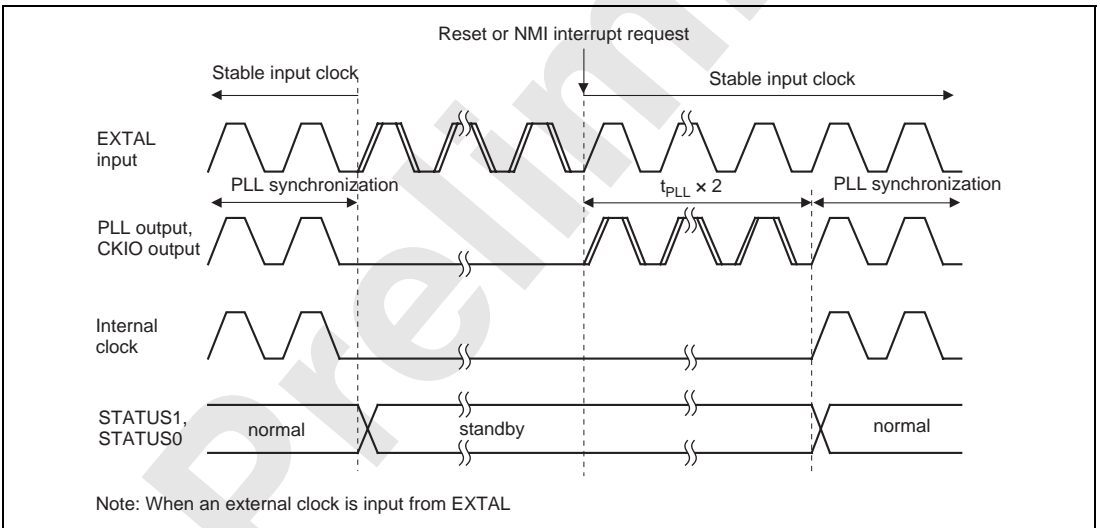 Reset or NMI interrupt request
Stable input clock
Stable input clock
EXTAL
input
PLL synchronization
tPLL × 2
PLL synchronization
PLL output,
CKIO output
Internal
clock
STATUS1,
STATUS0
normal
standby
normal
Note: When an external clock is input from EXTAL
Prelim